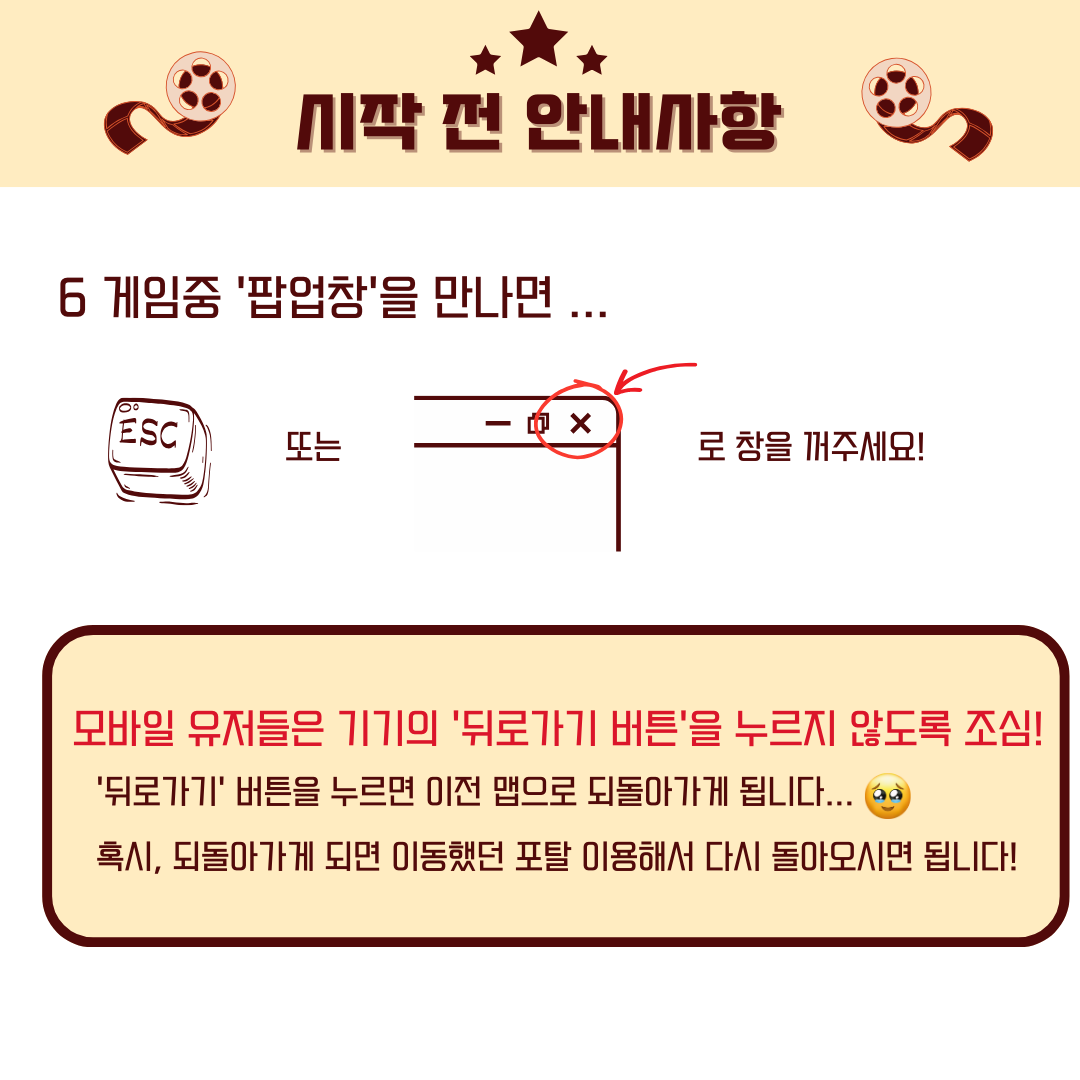 시작 전 안내사항
6 게임중 '팝업창'을 만나면 ...
ESC 또는 로 창을 꺼주세요!
모바일 유저들은 기기의 '뒤로가기 버튼'을 누르지 않도록 조심!
'뒤로가기' 버튼을 누르면 이전 맵으로 되돌아가게 됩니다... 🥹
혹시, 되돌아가게 되면 이동했던 포탈 이용해서 다시 돌아오시면 됩니다!